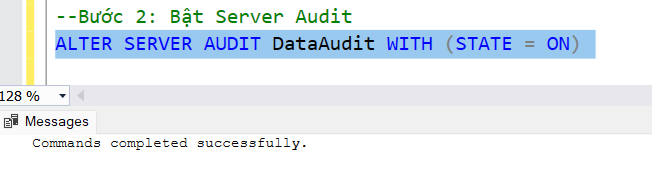 --Bước 2: Bật Server Audit
ALTER SERVER AUDIT DataAudit WITH (STATE = ON)
128 %
Messages
Commands completed successfully.